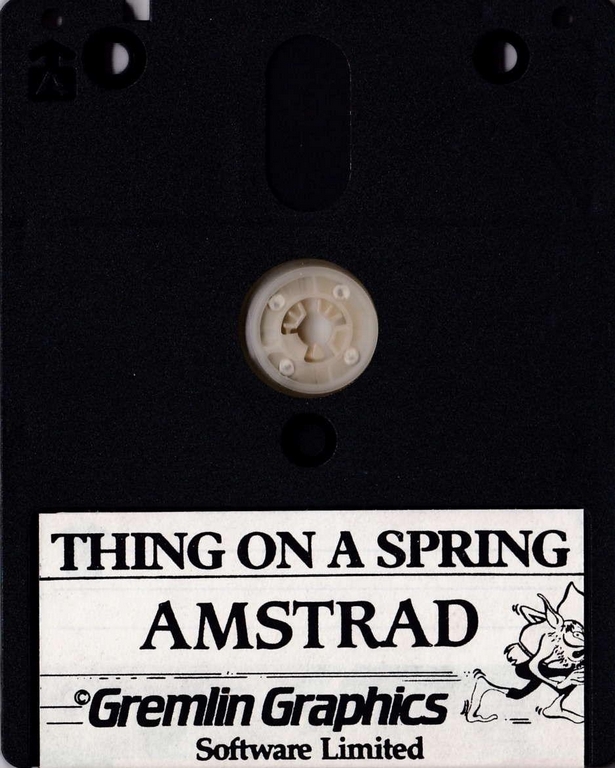 THING ON A SPRING
AMSTRAD
©Gremlin Graphics
Software Limited